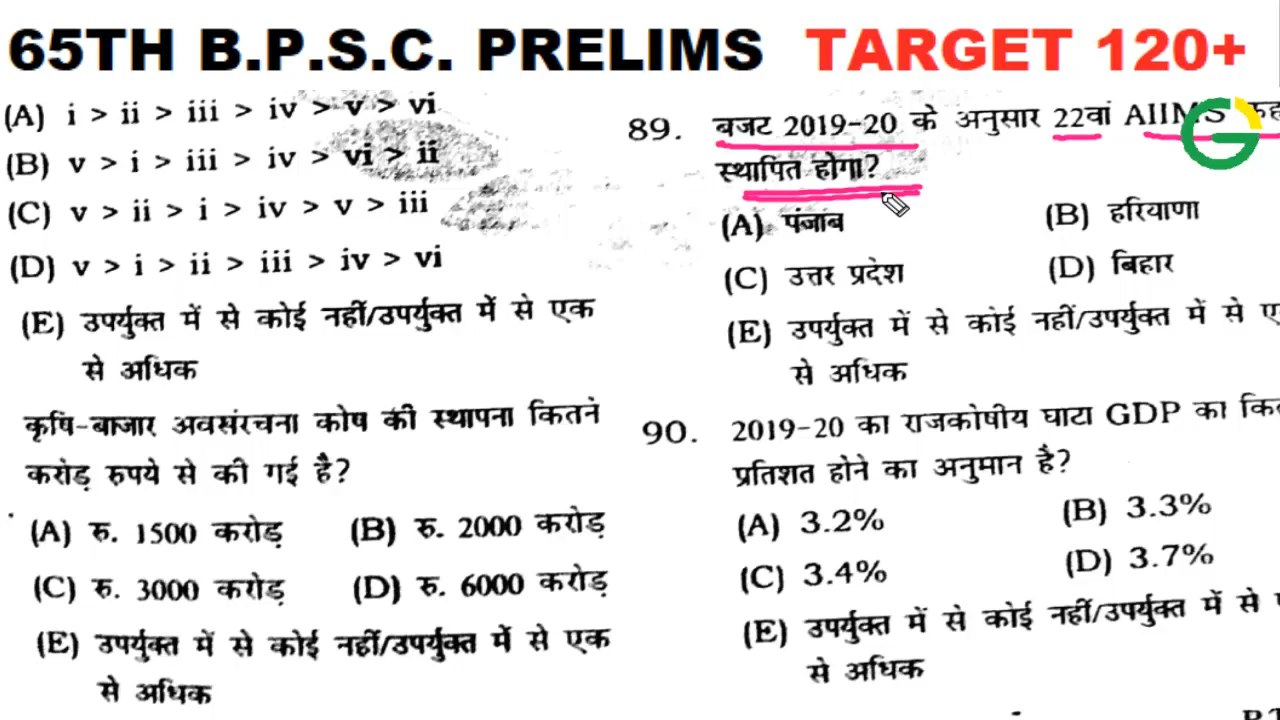 65TH B.P.S.C. PRELIMS TARGET 120+
(A) i > ii > iii > iv > v > vi
(B) v > i > iii > iv > vi > ii
(C) v > ii > i > iv > v > iii
(D) v > i > ii > iii > iv > vi
(E) उपर्युक्त में से कोई नहीं/उपर्युक्त में से एक
से अधिक
कृषि-बाजार अवसंरचना कोष की स्थापना कितने
करोड़ रुपये से की गई है?
(A) रु. 1500 करोड़ (B) रु. 2000 करोड़
(C) रु. 3000 करोड़ (D) रु. 6000 करोड़
(E) उपर्युक्त में से कोई नहीं/उपर्युक्त में से एक
से अधिक
89. बजट 2019-20 के अनुसार 22वां AIIMS
स्थापित होगा?
(A) पंजाब (B) हरियाणा
(C) उत्तर प्रदेश (D) बिहार
(E) उपर्युक्त में से कोई नहीं/उपर्युक्त में से
से अधिक
90. 2019-20 का राजकोषीय घाटा GDP का
प्रतिशत होने का अनुमान है?
(A) 3.2% (B) 3.3%
(C) 3.4% (D) 3.7%
(E) उपर्युक्त में से कोई नहीं/उपर्युक्त में से
से अधिक